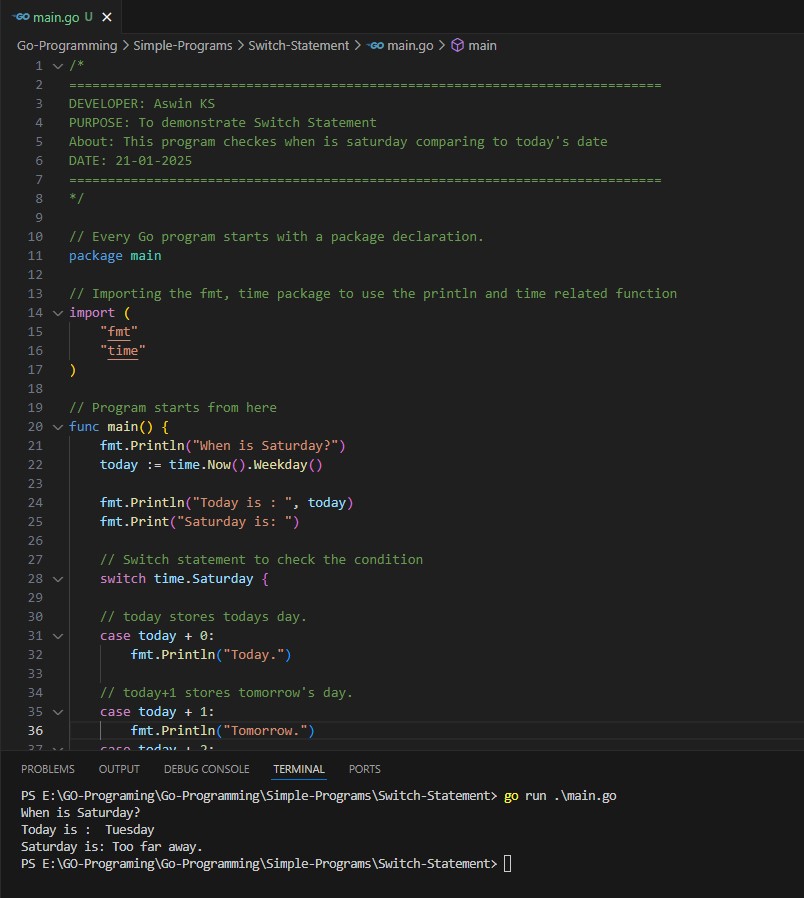 GO main.go U ×
Go-Programming > Simple-Programs > Switch-Statement > GO main.go > main
1 /*
2 =============================================================================
3 DEVELOPER: Aswin KS
4 PURPOSE: To demonstrate Switch Statement
5 About: This program checkes when is saturday comparing to today's date
6 DATE: 21-01-2025
7 =============================================================================
8 */
9
10 // Every Go program starts with a package declaration.
11 package main
12
13 // Importing the fmt, time package to use the println and time related function
14 import (
15 "fmt"
16 "time"
17 )
18
19 // Program starts from here
20 func main() {
21 fmt.Println("When is Saturday?")
22 today := time.Now().Weekday()
23
24 fmt.Println("Today is : ", today)
25 fmt.Print("Saturday is: ")
26
27 // Switch statement to check the condition
28 switch time.Saturday {
29
30 // today stores todays day.
31 case today + 0:
32 fmt.Println("Today.")
33
34 // today+1 stores tomorrow's day.
35 case today + 1:
36 fmt.Println("Tomorrow.")
37 case today + 2:
PROBLEMS OUTPUT DEBUG CONSOLE TERMINAL PORTS
PS E:\GO-Programing\Go-Programming\Simple-Programs\Switch-Statement> go run .\main.go
When is Saturday?
Today is :  Tuesday
Saturday is: Too far away.
PS E:\GO-Programing\Go-Programming\Simple-Programs\Switch-Statement>